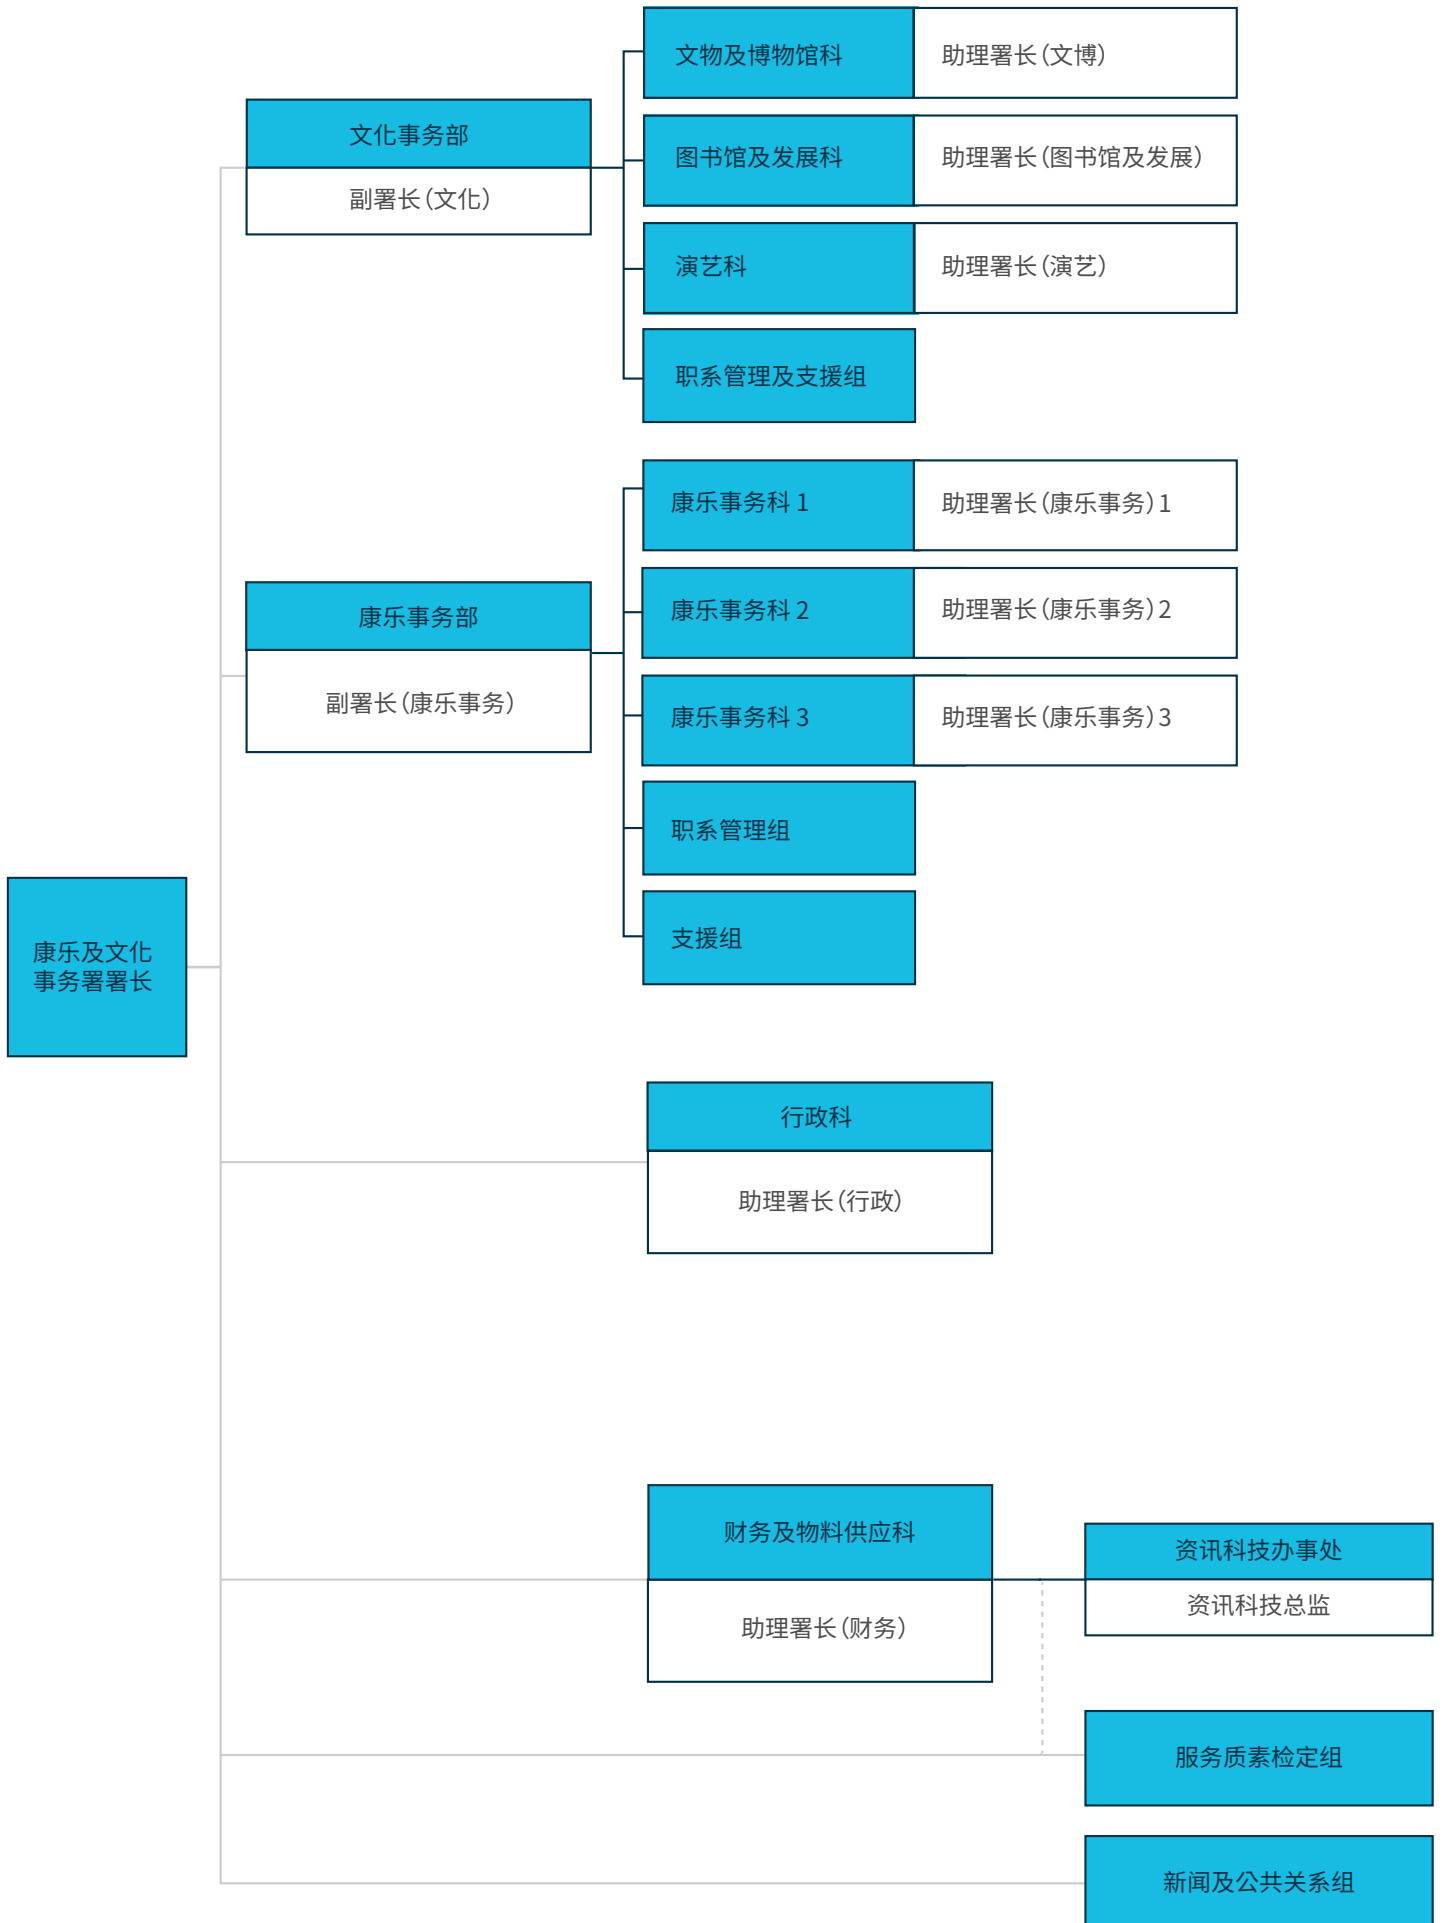 文物及博物馆科
助理署长(文博)
文化事务部
副署长(文化)
图书馆及发展科
助理署长(图书馆及发展)
演艺科
助理署长(演艺)
职系管理及支援组
康乐事务科 1
助理署长(康乐事务)1
康乐事务部
副署长(康乐事务)
康乐事务科 2
助理署长(康乐事务)2
康乐事务科 3
助理署长(康乐事务)3
职系管理组
支援组
康乐及文化
事务署署长
行政科
助理署长(行政)
财务及物料供应科
助理署长(财务)
资讯科技办事处
资讯科技总监
服务质素检定组
新闻及公共关系组